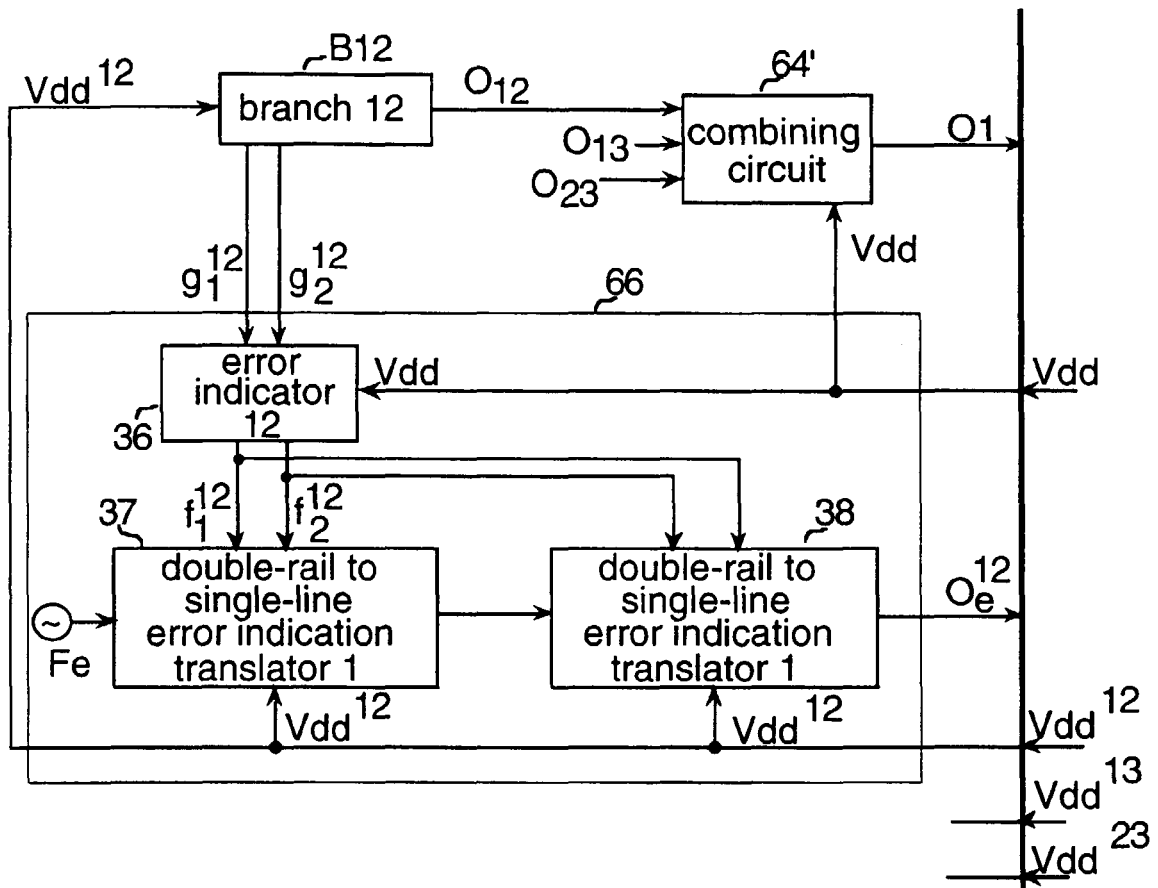 B12
Vdd 12
branch 12
O12
64'
combining
circuit
O13
O23
O1
Vdd
g1 12
g2 12
66
error
indicator
12
Vdd
Vdd
36
37
f1 12
f2 12
38
double-rail to
single-line
error indication
translator 1
double-rail to
single-line
error indication
translator 1
~
Fe
Oe 12
Vdd 12
Vdd 12
Vdd 12
Vdd 13
Vdd 23